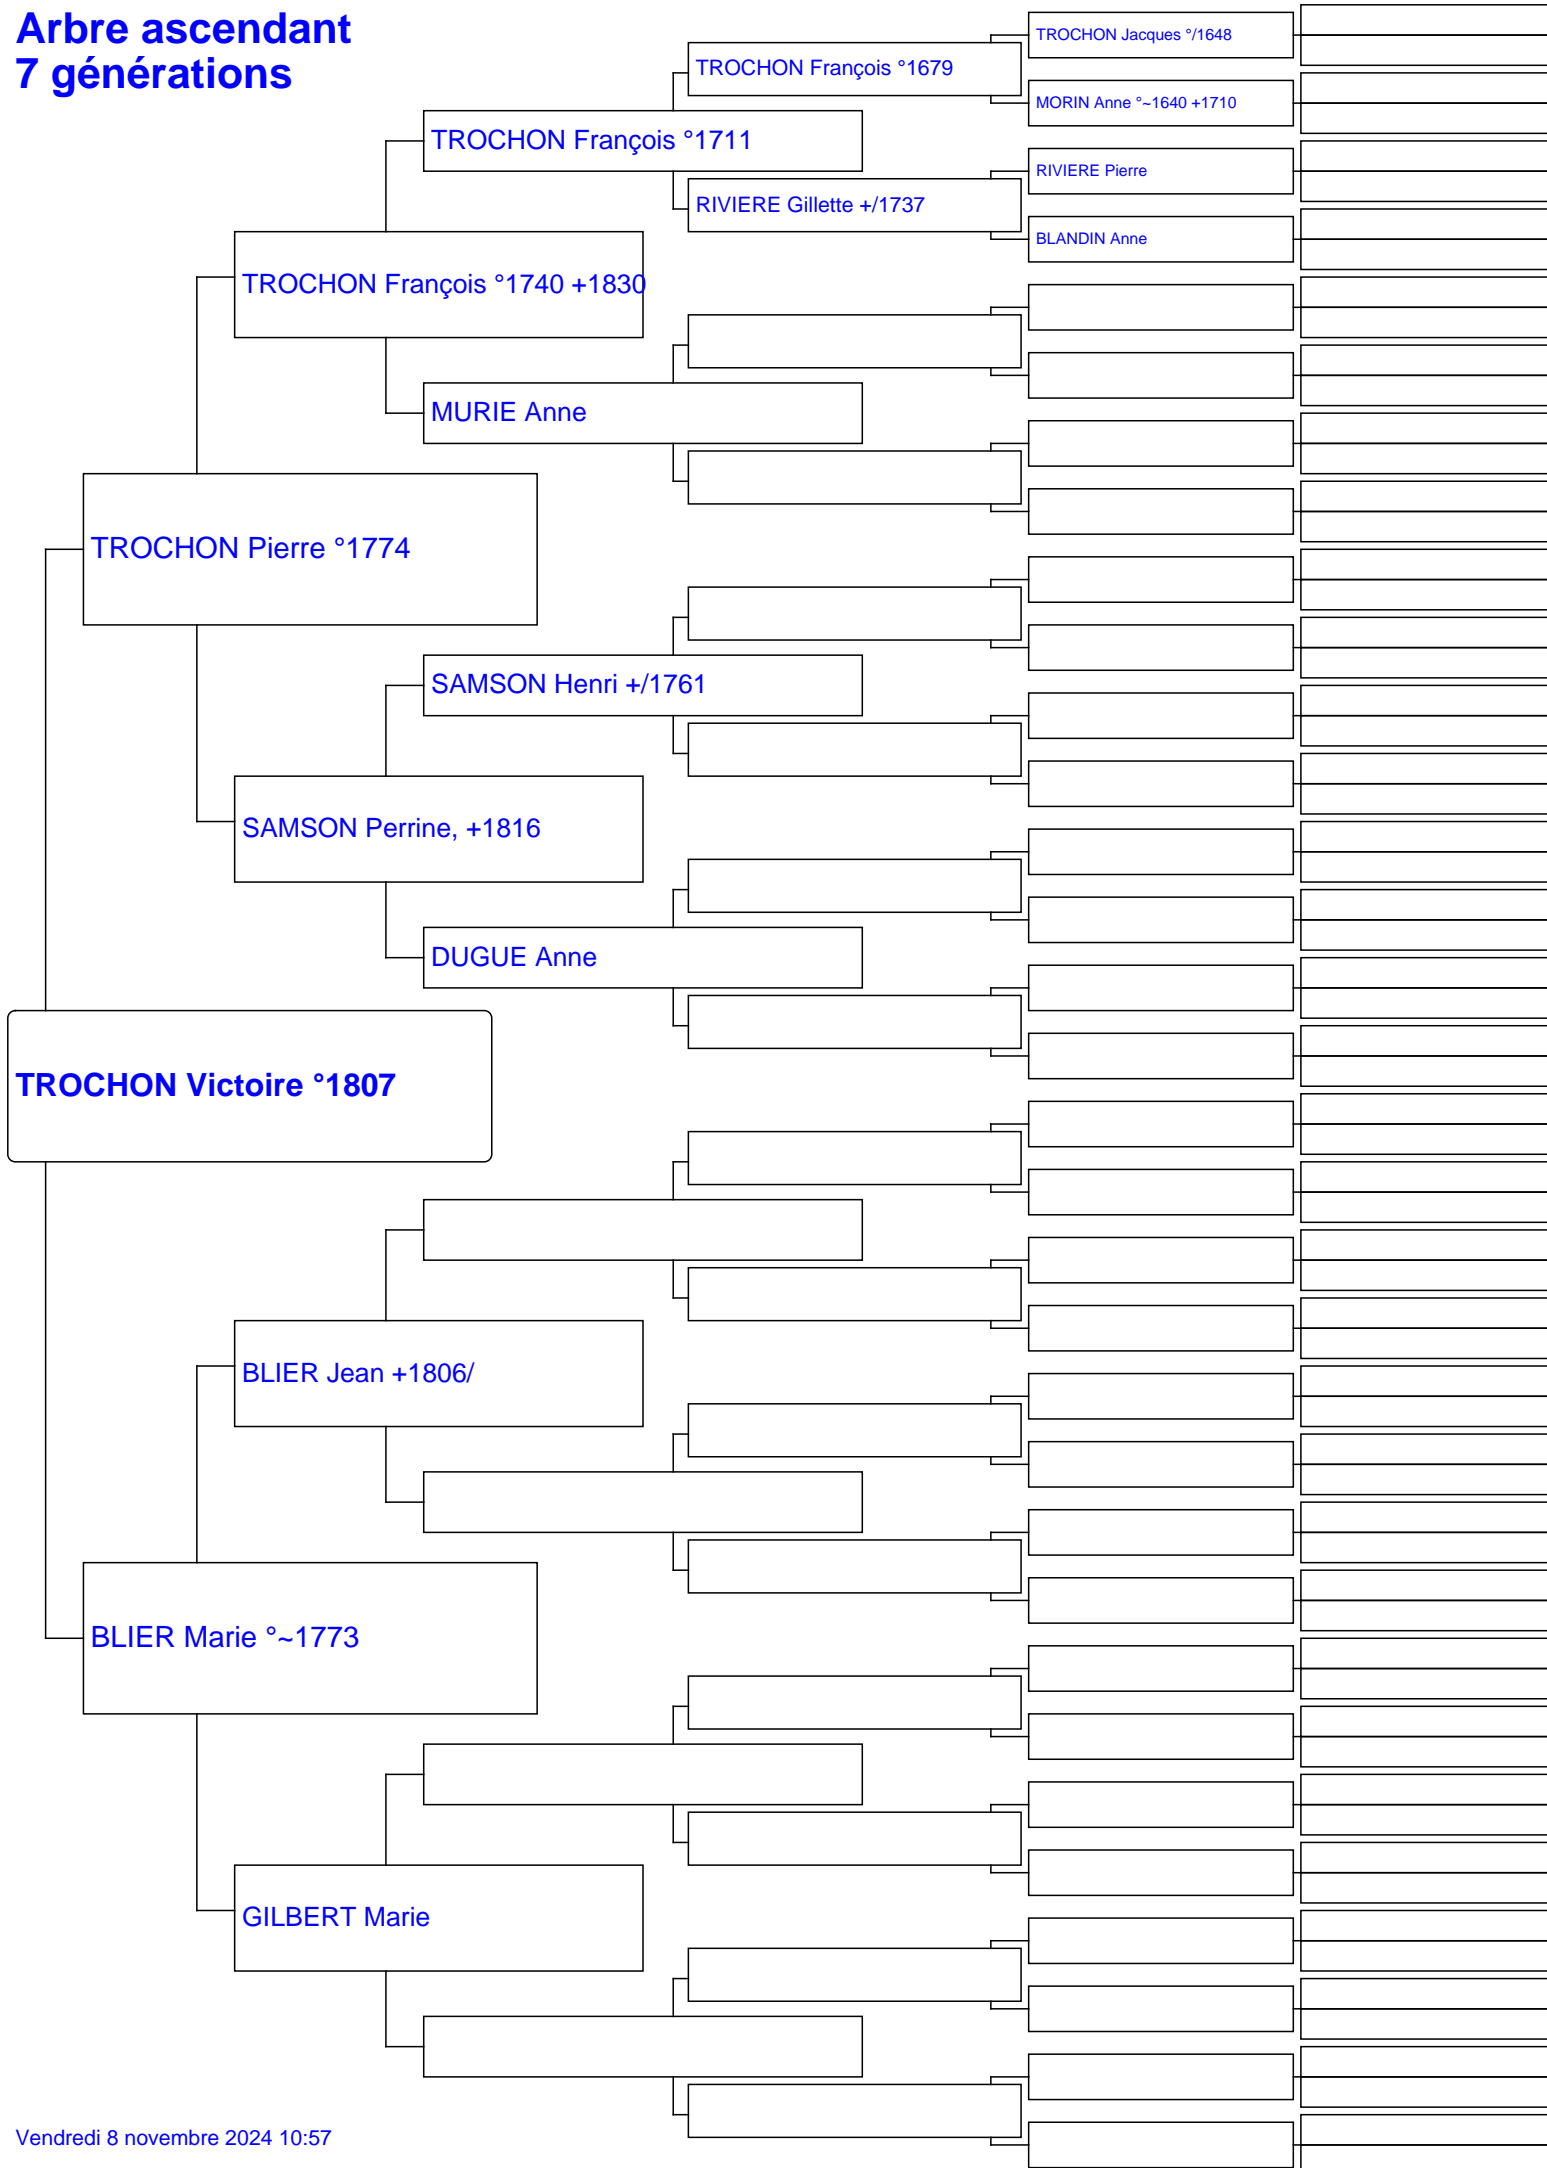 Arbre ascendant
7 générations
TROCHON Jacques °/1648
TROCHON François °1679
MORIN Anne °~1640 +1710
TROCHON François °1711
RIVIERE Pierre
RIVIERE Gillette +/1737
BLANDIN Anne
TROCHON François °1740 +1830
MURIE Anne
TROCHON Pierre °1774
SAMSON Henri +/1761
SAMSON Perrine, +1816
DUGUE Anne
TROCHON Victoire °1807
BLIER Jean +1806/
BLIER Marie °~1773
GILBERT Marie
Vendredi 8 novembre 2024 10:57